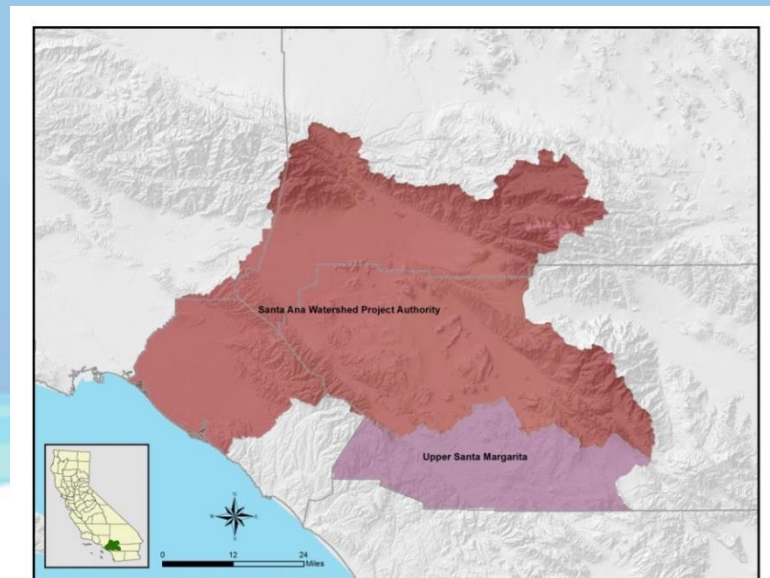 Santa Ana Watershed Project Authority
Upper Santa Margarita
N
W
E
S
0 12 24
Miles